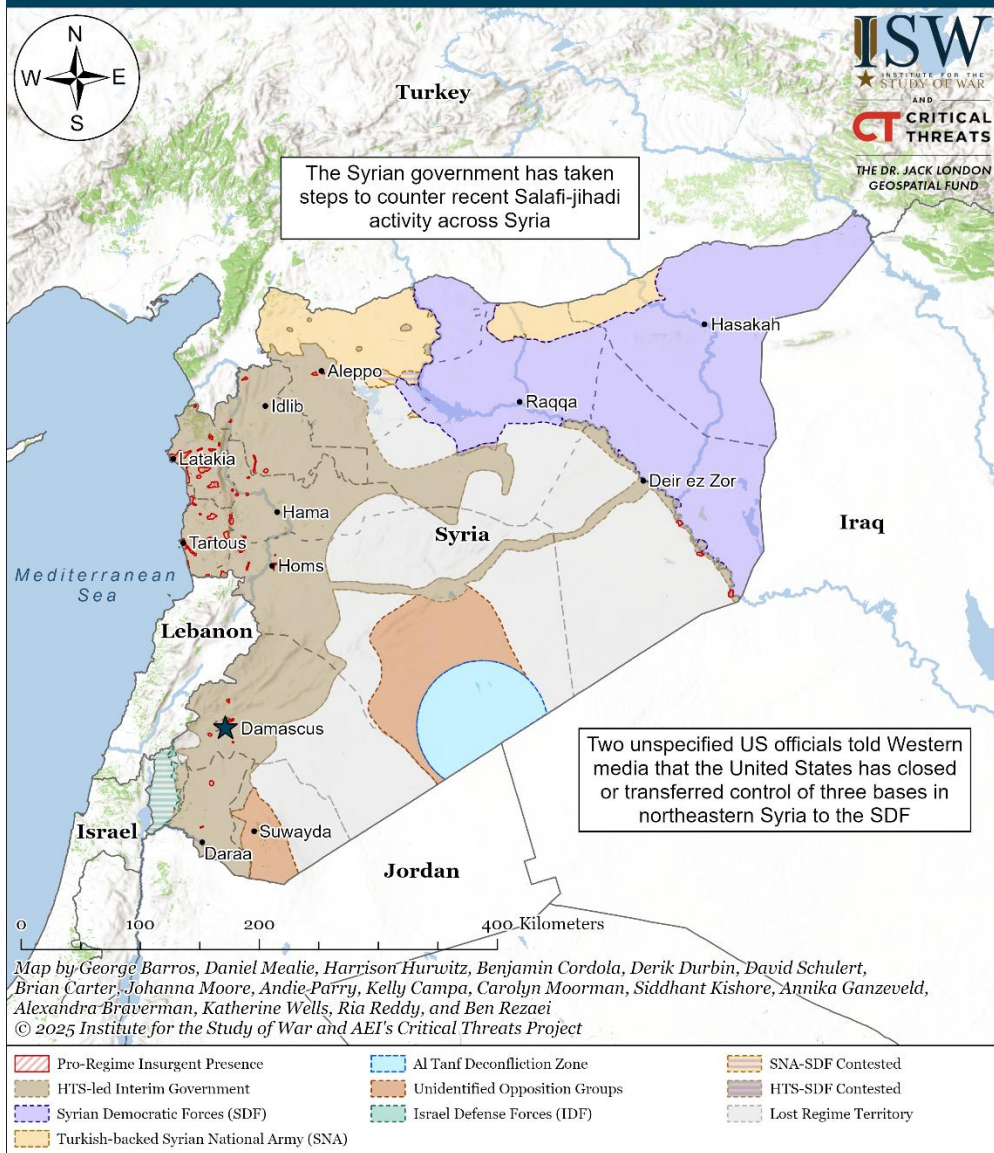 N
W E
S
ISW
INSTITUTE FOR THE
STUDY OF WAR
AND
CT CRITICAL
THREATS
THE DR. JACK LONDON
GEOSPATIAL FUND
Turkey
The Syrian government has taken
steps to counter recent Salafi-jihadi
activity across Syria
Hasakah
Aleppo
Idlib
Raqqa
Latakia
Deir ez Zor
Hama
Syria
Iraq
Tartous
Homs
Mediterranean
Sea
Lebanon
Damascus
Two unspecified US officials told Western
media that the United States has closed
or transferred control of three bases in
northeastern Syria to the SDF
Israel
Suwayda
Daraa
Jordan
0 100 200 400 Kilometers
Map by George Barros, Daniel Mealie, Harrison Hurwitz, Benjamin Cordola, Derik Durbin, David Schulert,
Brian Carter, Johanna Moore, Andie Parry, Kelly Campa, Carolyn Moorman, Siddhant Kishore, Annika Ganzeveld,
Alexandra Braverman, Katherine Wells, Ria Reddy, and Ben Rezaei
© 2025 Institute for the Study of War and AEI's Critical Threats Project
Pro-Regime Insurgent Presence
HTS-led Interim Government
Syrian Democratic Forces (SDF)
Turkish-backed Syrian National Army (SNA)
Al Tanf Deconfliction Zone
Unidentified Opposition Groups
Israel Defense Forces (IDF)
SNA-SDF Contested
HTS-SDF Contested
Lost Regime Territory